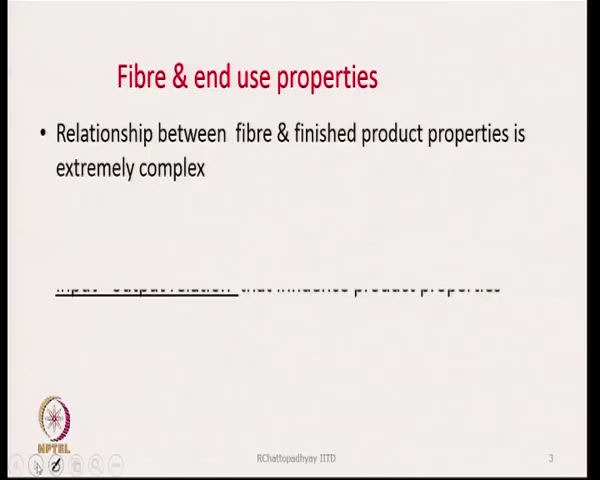 Fibre & end use properties
• Relationship between fibre & finished product properties is
extremely complex
input - output relation that influence product properties
NPTEL
RChattopadhyay IITD
3